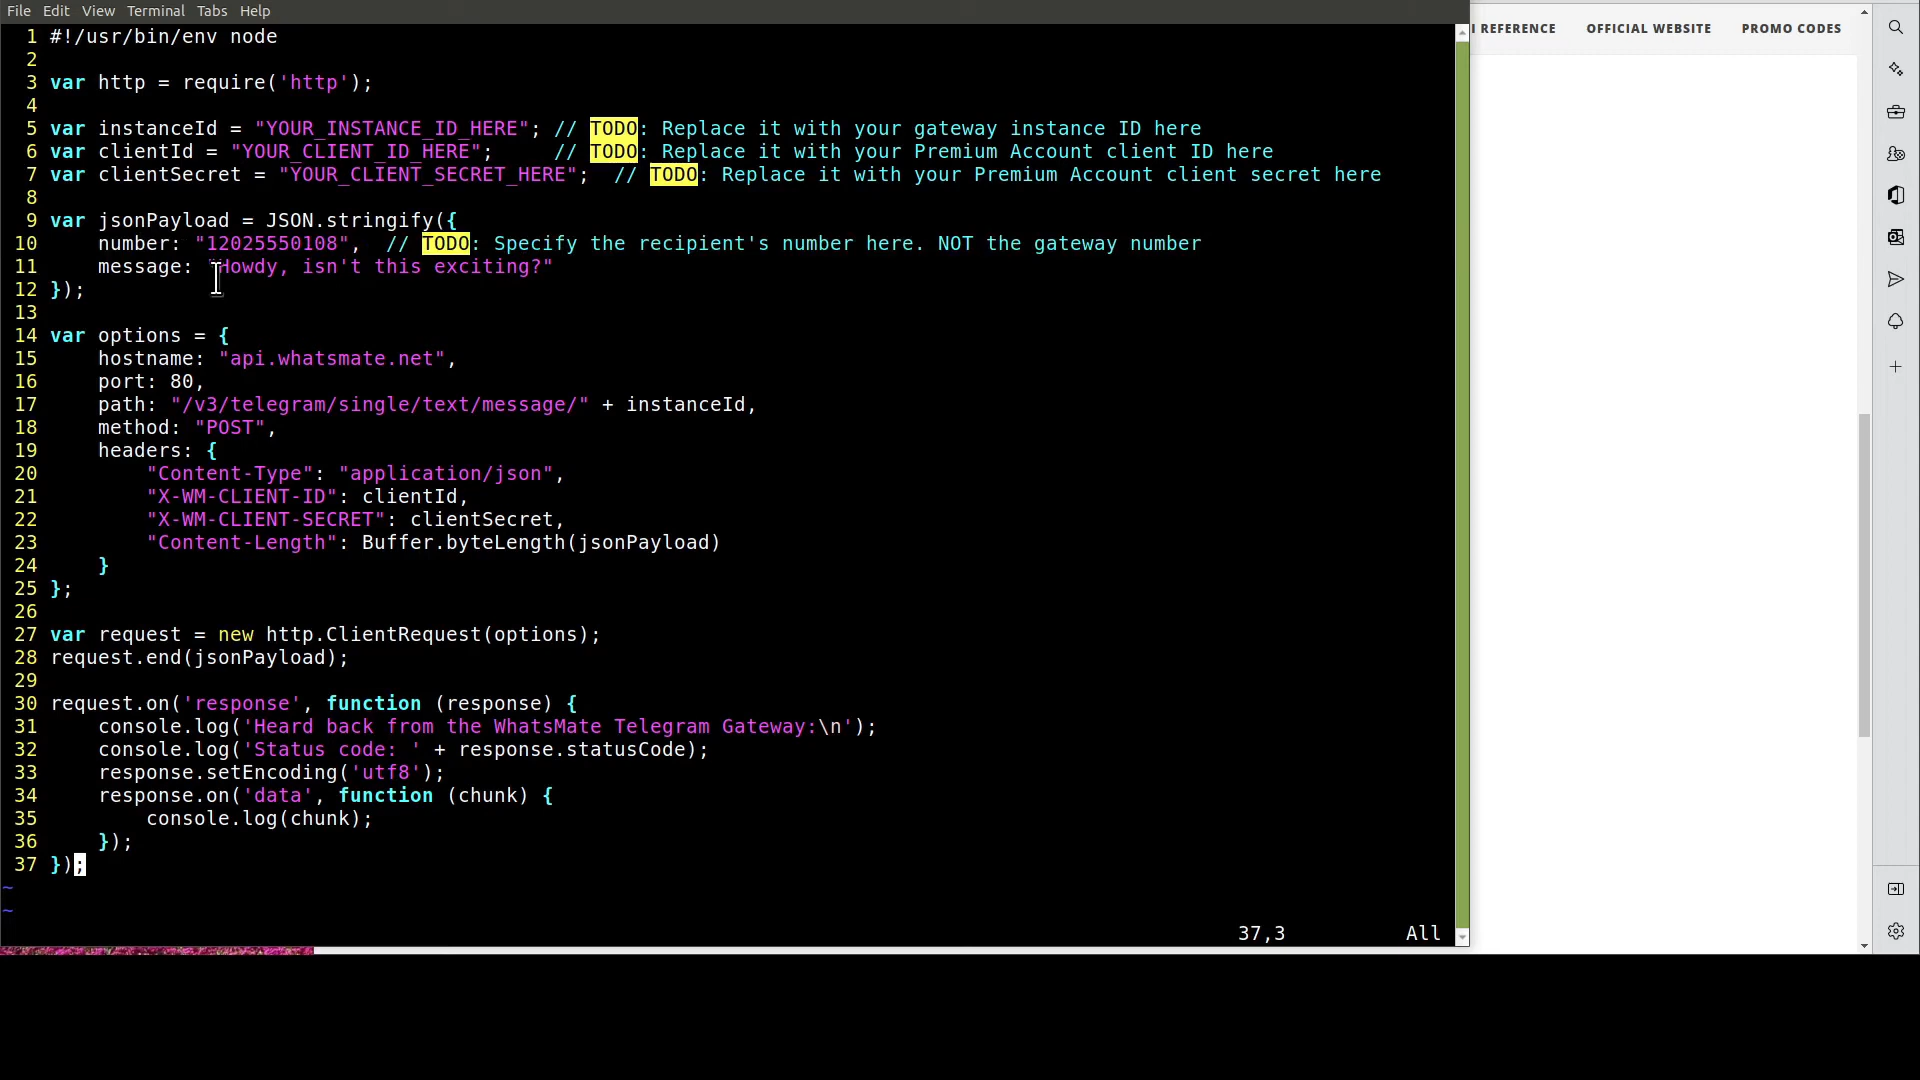 File Edit View Terminal Tabs Help
I REFERENCE OFFICIAL WEBSITE PROMO CODES
1 #!/usr/bin/env node
2
3 var http = require('http');
4
5 var instanceId = "YOUR_INSTANCE_ID_HERE"; // TODO: Replace it with your gateway instance ID here
6 var clientId = "YOUR_CLIENT_ID_HERE";     // TODO: Replace it with your Premium Account client ID here
7 var clientSecret = "YOUR_CLIENT_SECRET_HERE";  // TODO: Replace it with your Premium Account client secret here
8
9 var jsonPayload = JSON.stringify({
10     number: "12025550108",  // TODO: Specify the recipient's number here. NOT the gateway number
11     message: "Howdy, isn't this exciting?"
12 });
13
14 var options = {
15     hostname: "api.whatsmate.net",
16     port: 80,
17     path: "/v3/telegram/single/text/message/" + instanceId,
18     method: "POST",
19     headers: {
20         "Content-Type": "application/json",
21         "X-WM-CLIENT-ID": clientId,
22         "X-WM-CLIENT-SECRET": clientSecret,
23         "Content-Length": Buffer.byteLength(jsonPayload)
24     }
25 };
26
27 var request = new http.ClientRequest(options);
28 request.end(jsonPayload);
29
30 request.on('response', function (response) {
31     console.log('Heard back from the WhatsMate Telegram Gateway:\n');
32     console.log('Status code: ' + response.statusCode);
33     response.setEncoding('utf8');
34     response.on('data', function (chunk) {
35         console.log(chunk);
36     });
37 });
~
~
37,3 All